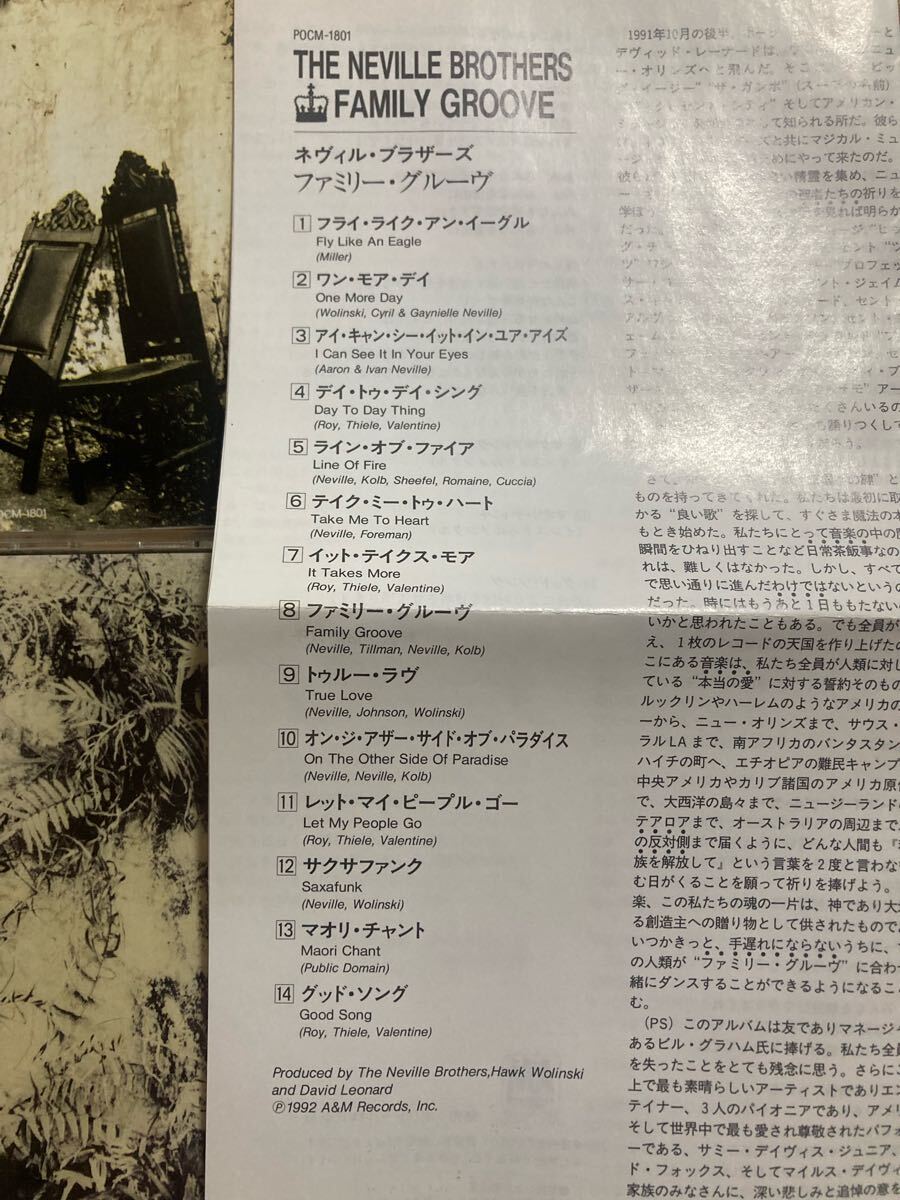 POCM-1801
THE NEVILLE BROTHERS
FAMILY GROOVE
ネヴィル・ブラザーズ
ファミリー・グルーヴ
1 フライ・ライク・アン・イーグル
Fly Like An Eagle
(Miller)
2 ワン・モア・デイ
One More Day
(Wolinski, Cyril & Gaynielle Neville)
3 アイ・キャン・シー・イット・イン・ユア・アイズ
I Can See It In Your Eyes
(Aaron & Ivan Neville)
4 デイ・トゥ・デイ・シング
Day To Day Thing
(Roy, Thiele, Valentine)
5 ライン・オブ・ファイア
Line Of Fire
(Neville, Kolb, Sheefel, Romaine, Cuccia)
6 テイク・ミー・トゥ・ハート
Take Me To Heart
(Neville, Foreman)
7 イット・テイクス・モア
It Takes More
(Roy, Thiele, Valentine)
8 ファミリー・グルーヴ
Family Groove
(Neville, Tillman, Neville, Kolb)
9 トゥルー・ラヴ
True Love
(Neville, Johnson, Wolinski)
10 オン・ジ・アザー・サイド・オブ・パラダイス
On The Other Side Of Paradise
(Neville, Neville, Kolb)
11 レット・マイ・ピープル・ゴー
Let My People Go
(Roy, Thiele, Valentine)
12 サクサファンク
Saxafunk
(Neville, Wolinski)
13 マオリ・チャント
Maori Chant
(Public Domain)
14 グッド・ソング
Good Song
(Roy, Thiele, Valentine)
Produced by The Neville Brothers,Hawk Wolinski
and David Leonard
Ⓟ1992 A&M Records, Inc.
1991年10月の後半
デヴィッド・レーナードは
ー・オリンズへと飛んだ。
ものを持ってきてくれた。私たちは最初に取
かる“良い歌”を探して、すぐさま魔法の本
もとき始めた。私たちにとって音楽の中の
瞬間をひねり出すことなど日常茶飯事なの
れは、難しくはなかった。しかし、すべて
で思い通りに進んだわけではないというの
だった。時にはもうあと1日ももたない
いかと思われたこともある。でも全員が
え、1枚のレコードの天国を作り上げた
こにある音楽は、私たち全員が人類に対し
ている“本当の愛”に対する誓約そのもの
ルックリンやハーレムのようなアメリカの
ーから、ニュー・オリンズまで、サウス・
ラルLAまで、南アフリカのバンタスタン
ハイチの町へ、エチオピアの難民キャンプ
中央アメリカやカリブ諸国のアメリカ原
で、大西洋の島々まで、ニュージーランド
テアロアまで、オーストラリアの周辺まで
の反対側まで届くように、どんな人間も『
族を解放して』という言葉を2度と言わな
む日がくることを願って祈りを捧げよう。
楽、この私たちの魂の一片は、神であり大
る創造主への贈り物として供されたもので
いつかきっと、手遅れにならないうちに、
の人類が“ファミリー・グルーヴ”に合わ
緒にダンスすることができるようになるこ
む。
(PS) このアルバムは友でありマネージ
あるビル・グラハム氏に捧げる。私たち全
を失ったことをとても残念に思う。さらに
上で最も素晴らしいアーティストでありエン
テイナー、3人のパイオニアであり、アメリ
そして世界中で最も愛され尊敬されたパフォ
ーである、サミー・デイヴィス・ジュニア、
ド・フォックス、そしてマイルス・デイヴィ
家族のみなさんに、深い悲しみと追悼の意を
POCM-1801